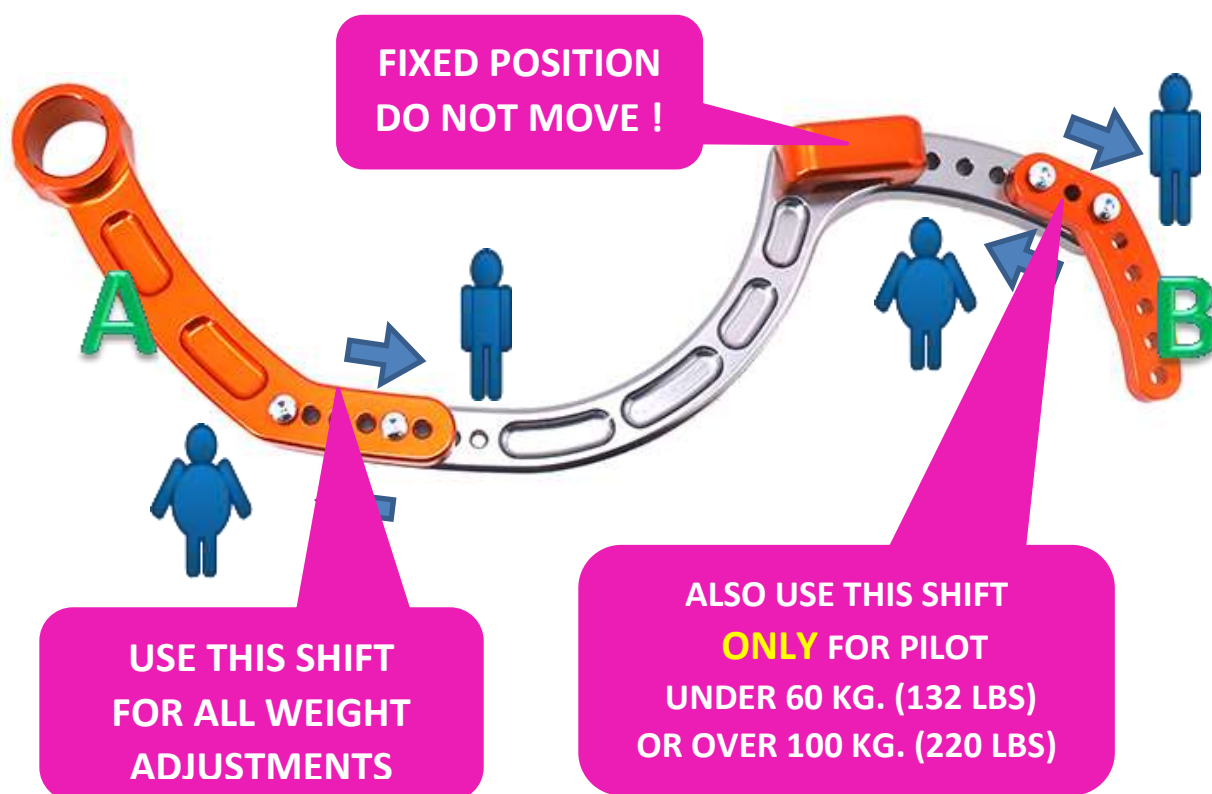 FIXED POSITION
DO NOT MOVE !
A
B
USE THIS SHIFT
FOR ALL WEIGHT
ADJUSTMENTS
ALSO USE THIS SHIFT
ONLY FOR PILOT
UNDER 60 KG. (132 LBS)
OR OVER 100 KG. (220 LBS)